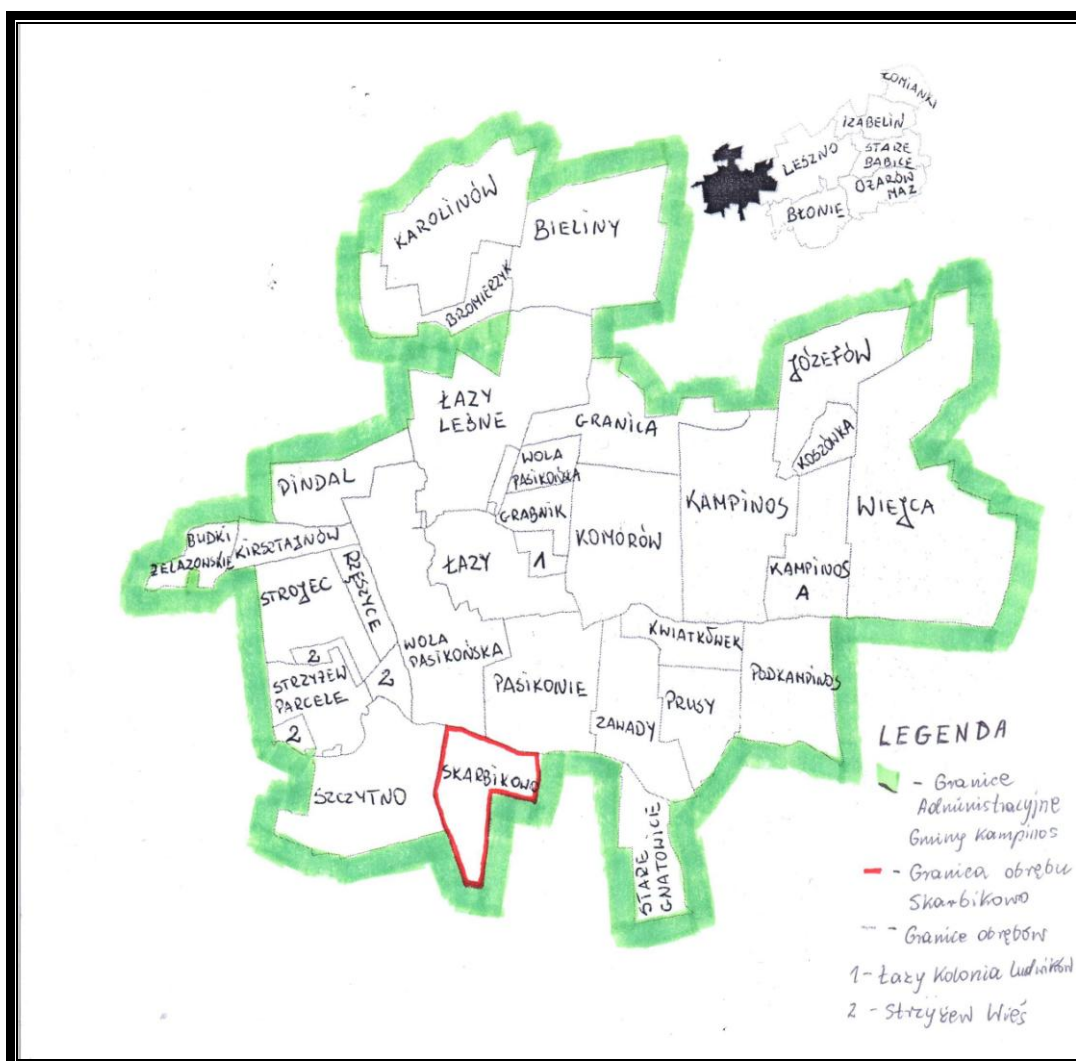 ŁOMIANKI
IZABELIN
LESZNO
STARE
BABICE
OŻARÓW
MAZ
BŁONIE
KAROLINÓW
BIELINY
BROMIERZYK
JÓZEFÓW
ŁAZY
LEŚNE
GRANICA
KOSZÓWKA
WOLA
PASIKOŃSKA
PINDAL
GRABNIK
KAMPINOS
WIEJCA
BUDKI
ŻELAZOWSKIE
KIRSZTAJNÓW
KOMORÓW
ŁAZY
1
KAMPINOS
A
STROJEC
RZĘSZYCE
KWIATKÓWEK
WOLA
PASIKOŃSKA
2
STRZYŻEW
PARCELE
2
PASIKONIE
PODKAMPINOS
PRUSY
ZAWADY
2
SKARBIKOWO
SZCZYTNO
STARE
GNATOWICE
LEGENDA
- Granice
Administracyjne
Gminy Kampinos
- Granica obrębu
Skarbikowo
- Granice obrębów
1 - Łazy Kolonia Ludwików
2 - Strzyżew Wieś